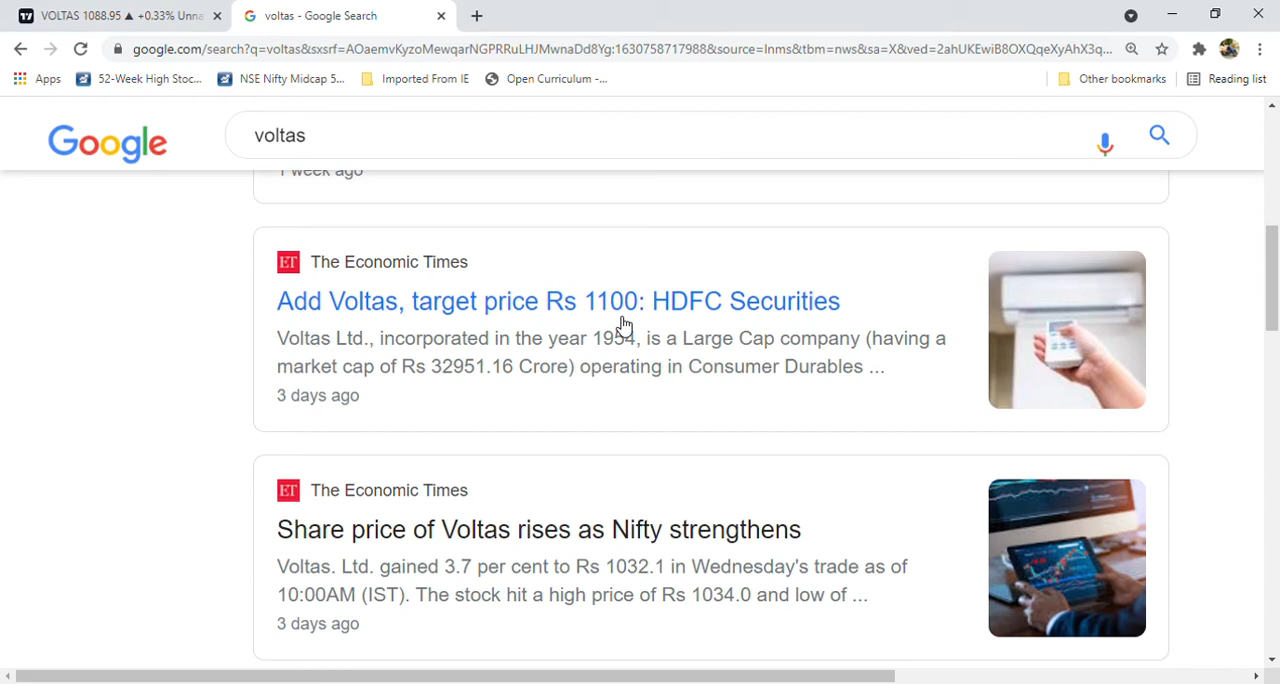 VOLTAS 1088.95 ▲ +0.33% Unna
voltas - Google Search
google.com/search?q=voltas&sxsrf=AOaemvKyzoMewqarNGPRRuLHJMwnaDd8Yg:1630758717988&source=lnms&tbm=nws&sa=X&ved=2ahUKEwiB8OXQqeXyAhX3q...
Apps
52-Week High Stoc...
NSE Nifty Midcap 5...
Imported From IE
Open Curriculum -...
Other bookmarks
Reading list
Google
voltas
1 week ago
ET The Economic Times
Add Voltas, target price Rs 1100: HDFC Securities
Voltas Ltd., incorporated in the year 1954, is a Large Cap company (having a
market cap of Rs 32951.16 Crore) operating in Consumer Durables ...
3 days ago
ET The Economic Times
Share price of Voltas rises as Nifty strengthens
Voltas. Ltd. gained 3.7 per cent to Rs 1032.1 in Wednesday's trade as of
10:00AM (IST). The stock hit a high price of Rs 1034.0 and low of ...
3 days ago